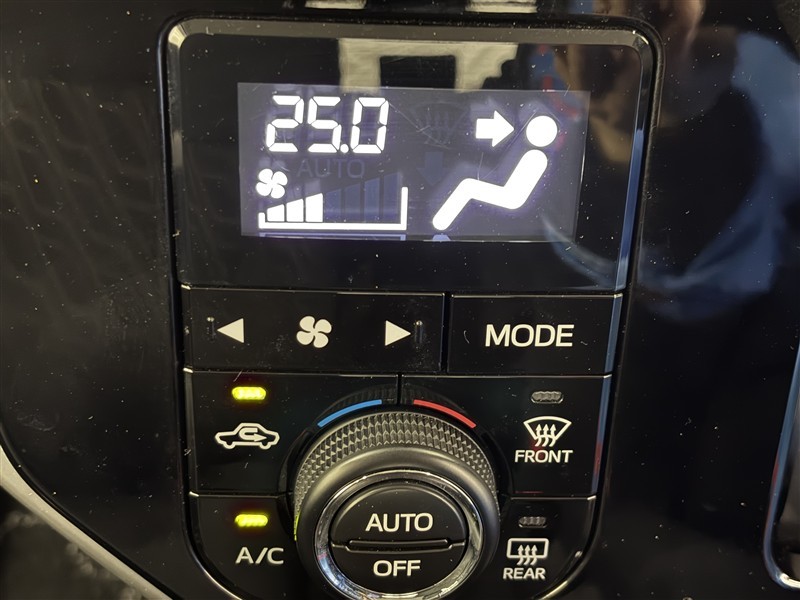 25.0
AUTO
MODE
FRONT
AUTO
A/C
OFF
REAR